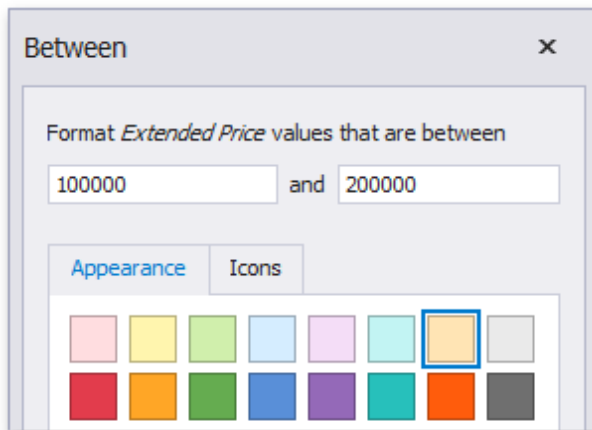 Between
Format Extended Price values that are between
100000 and 200000
Appearance Icons